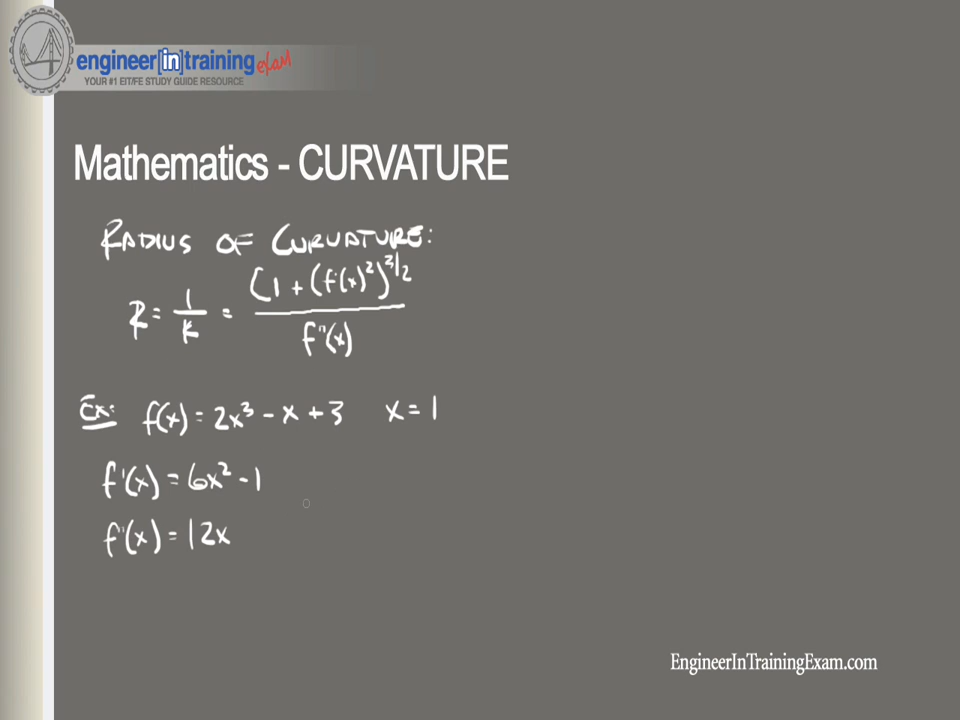 engineer[in]training exam
YOUR #1 EIT/FE STUDY GUIDE RESOURCE
Mathematics - CURVATURE
RADIUS OF CURVATURE:
R = 1/K = (1 + (f'(x)²)^3/2 / f''(x)
Ex: f(x) = 2x³ - x + 3 x = 1
f'(x) = 6x² - 1
f''(x) = 12x
EngineerInTrainingExam.com